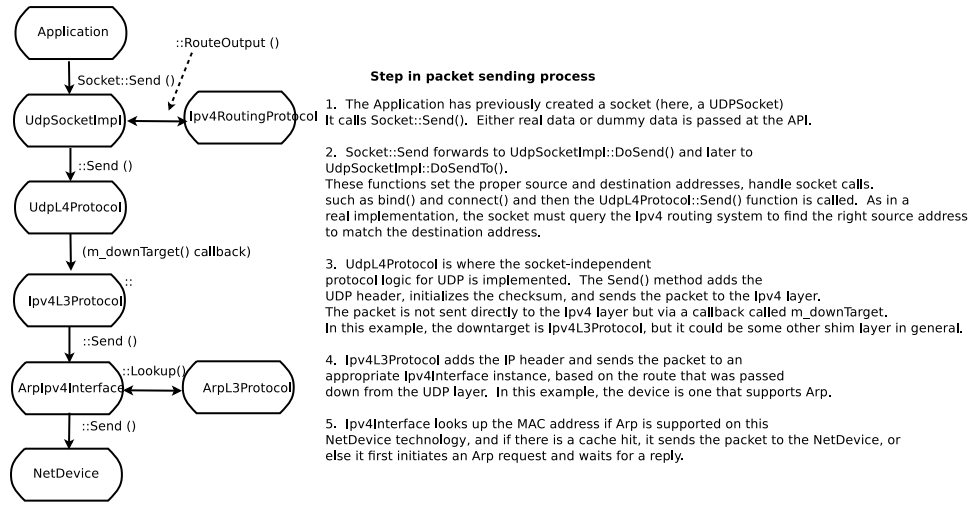 Application
::RouteOutput ()
Socket::Send ()
UdpSocketImpl
Ipv4RoutingProtocol
::Send ()
UdpL4Protocol
(m_downTarget() callback)
::
Ipv4L3Protocol
::Send ()
::Lookup()
ArpIpv4Interface
ArpL3Protocol
::Send ()
NetDevice
Step in packet sending process
1.  The Application has previously created a socket (here, a UDPSocket)
It calls Socket::Send().  Either real data or dummy data is passed at the API.
2.  Socket::Send forwards to UdpSocketImpl::DoSend() and later to
UdpSocketImpl::DoSendTo().
These functions set the proper source and destination addresses, handle socket calls.
such as bind() and connect() and then the UdpL4Protocol::Send() function is called.  As in a
real implementation, the socket must query the Ipv4 routing system to find the right source address
to match the destination address.
3.  UdpL4Protocol is where the socket-independent
protocol logic for UDP is implemented.  The Send() method adds the
UDP header, initializes the checksum, and sends the packet to the Ipv4 layer.
The packet is not sent directly to the Ipv4 layer but via a callback called m_downTarget.
In this example, the downtarget is Ipv4L3Protocol, but it could be some other shim layer in general.
4.  Ipv4L3Protocol adds the IP header and sends the packet to an
appropriate Ipv4Interface instance, based on the route that was passed
down from the UDP layer.  In this example, the device is one that supports Arp.
5.  Ipv4Interface looks up the MAC address if Arp is supported on this
NetDevice technology, and if there is a cache hit, it sends the packet to the NetDevice, or
else it first initiates an Arp request and waits for a reply.